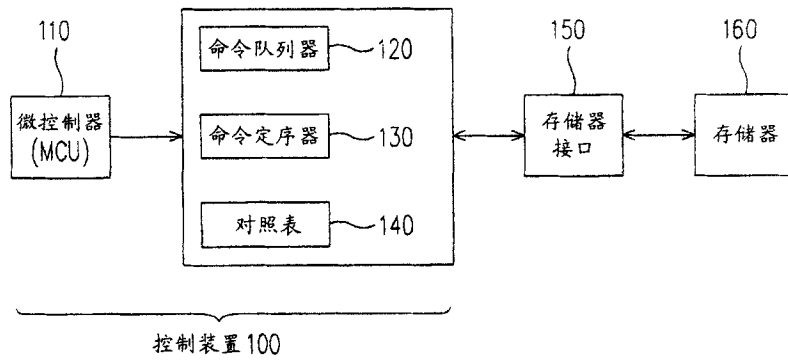 110
微控制器
(MCU)
命令队列器
120
命令定序器
130
对照表
140
150
存储器
接口
160
存储器
控制装置100